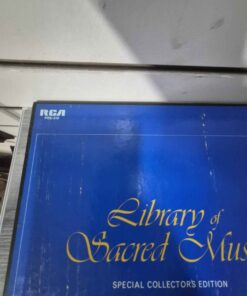 RCA
Library of
Sacred Mus
SPECIAL COLLECTOR'S EDITION